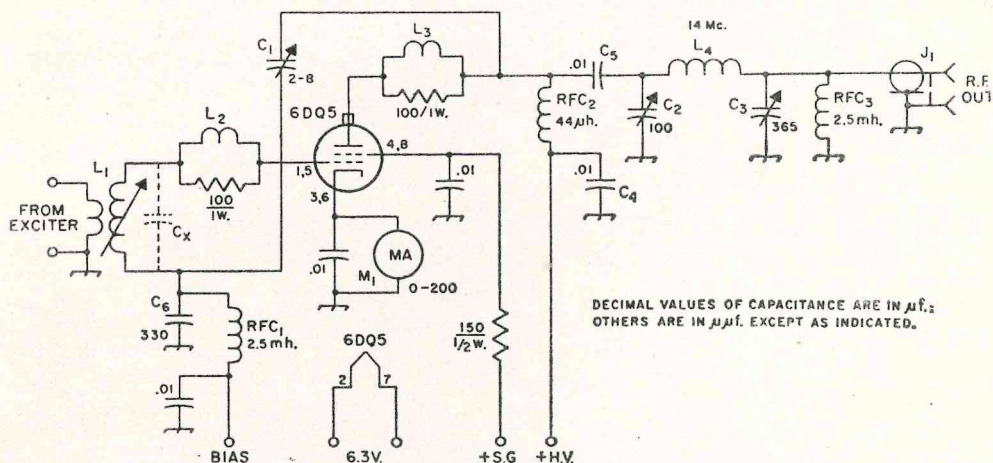 14 Mc.
L3
C1
2-8
100/1W.
C5
.01
L4
J1
R.F.
OUT
6DQ5
RFC2
44μh.
C2
100
C3
365
RFC3
2.5mh.
L2
100
1W.
L1
1,5
4,8
3,6
.01
.01
C4
FROM
EXCITER
CX
.01
MA
M1
0-200
C6
330
RFC1
2.5mh.
.01
150
1/2W.
DECIMAL VALUES OF CAPACITANCE ARE IN μf.;
OTHERS ARE IN μμf. EXCEPT AS INDICATED.
6DQ5
2
7
BIAS
6.3V.
+S.G
+H.V.